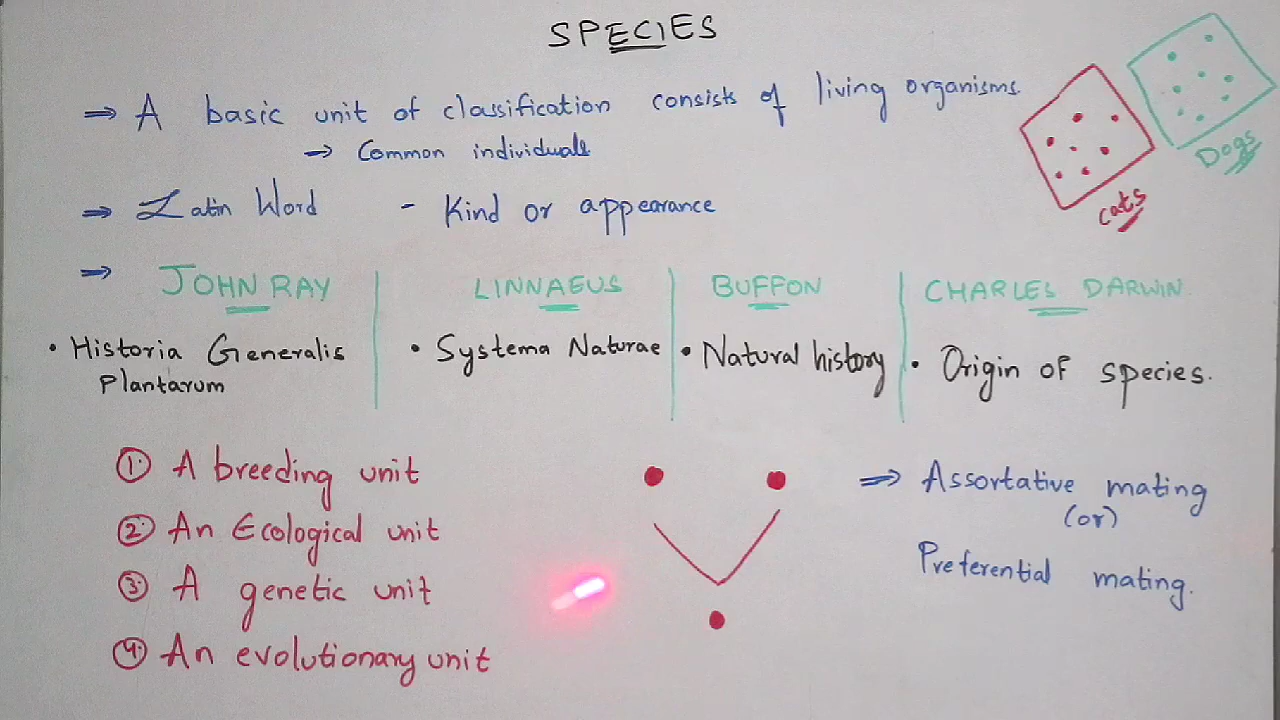 SPECIES
⇒ A basic unit of classification consists of living organisms.
→ Common individuals
Dogs
cats
⇒ Latin Word - Kind or appearance
⇒ JOHN RAY LINNAEUS BUFFON CHARLES DARWIN
• Historia Generalis Plantarum
• Systema Naturae
• Natural history
• Origin of species.
① A breeding unit
② An Ecological unit
③ A genetic unit
④ An evolutionary unit
⇒ Assortative mating
(or)
Preferential mating.